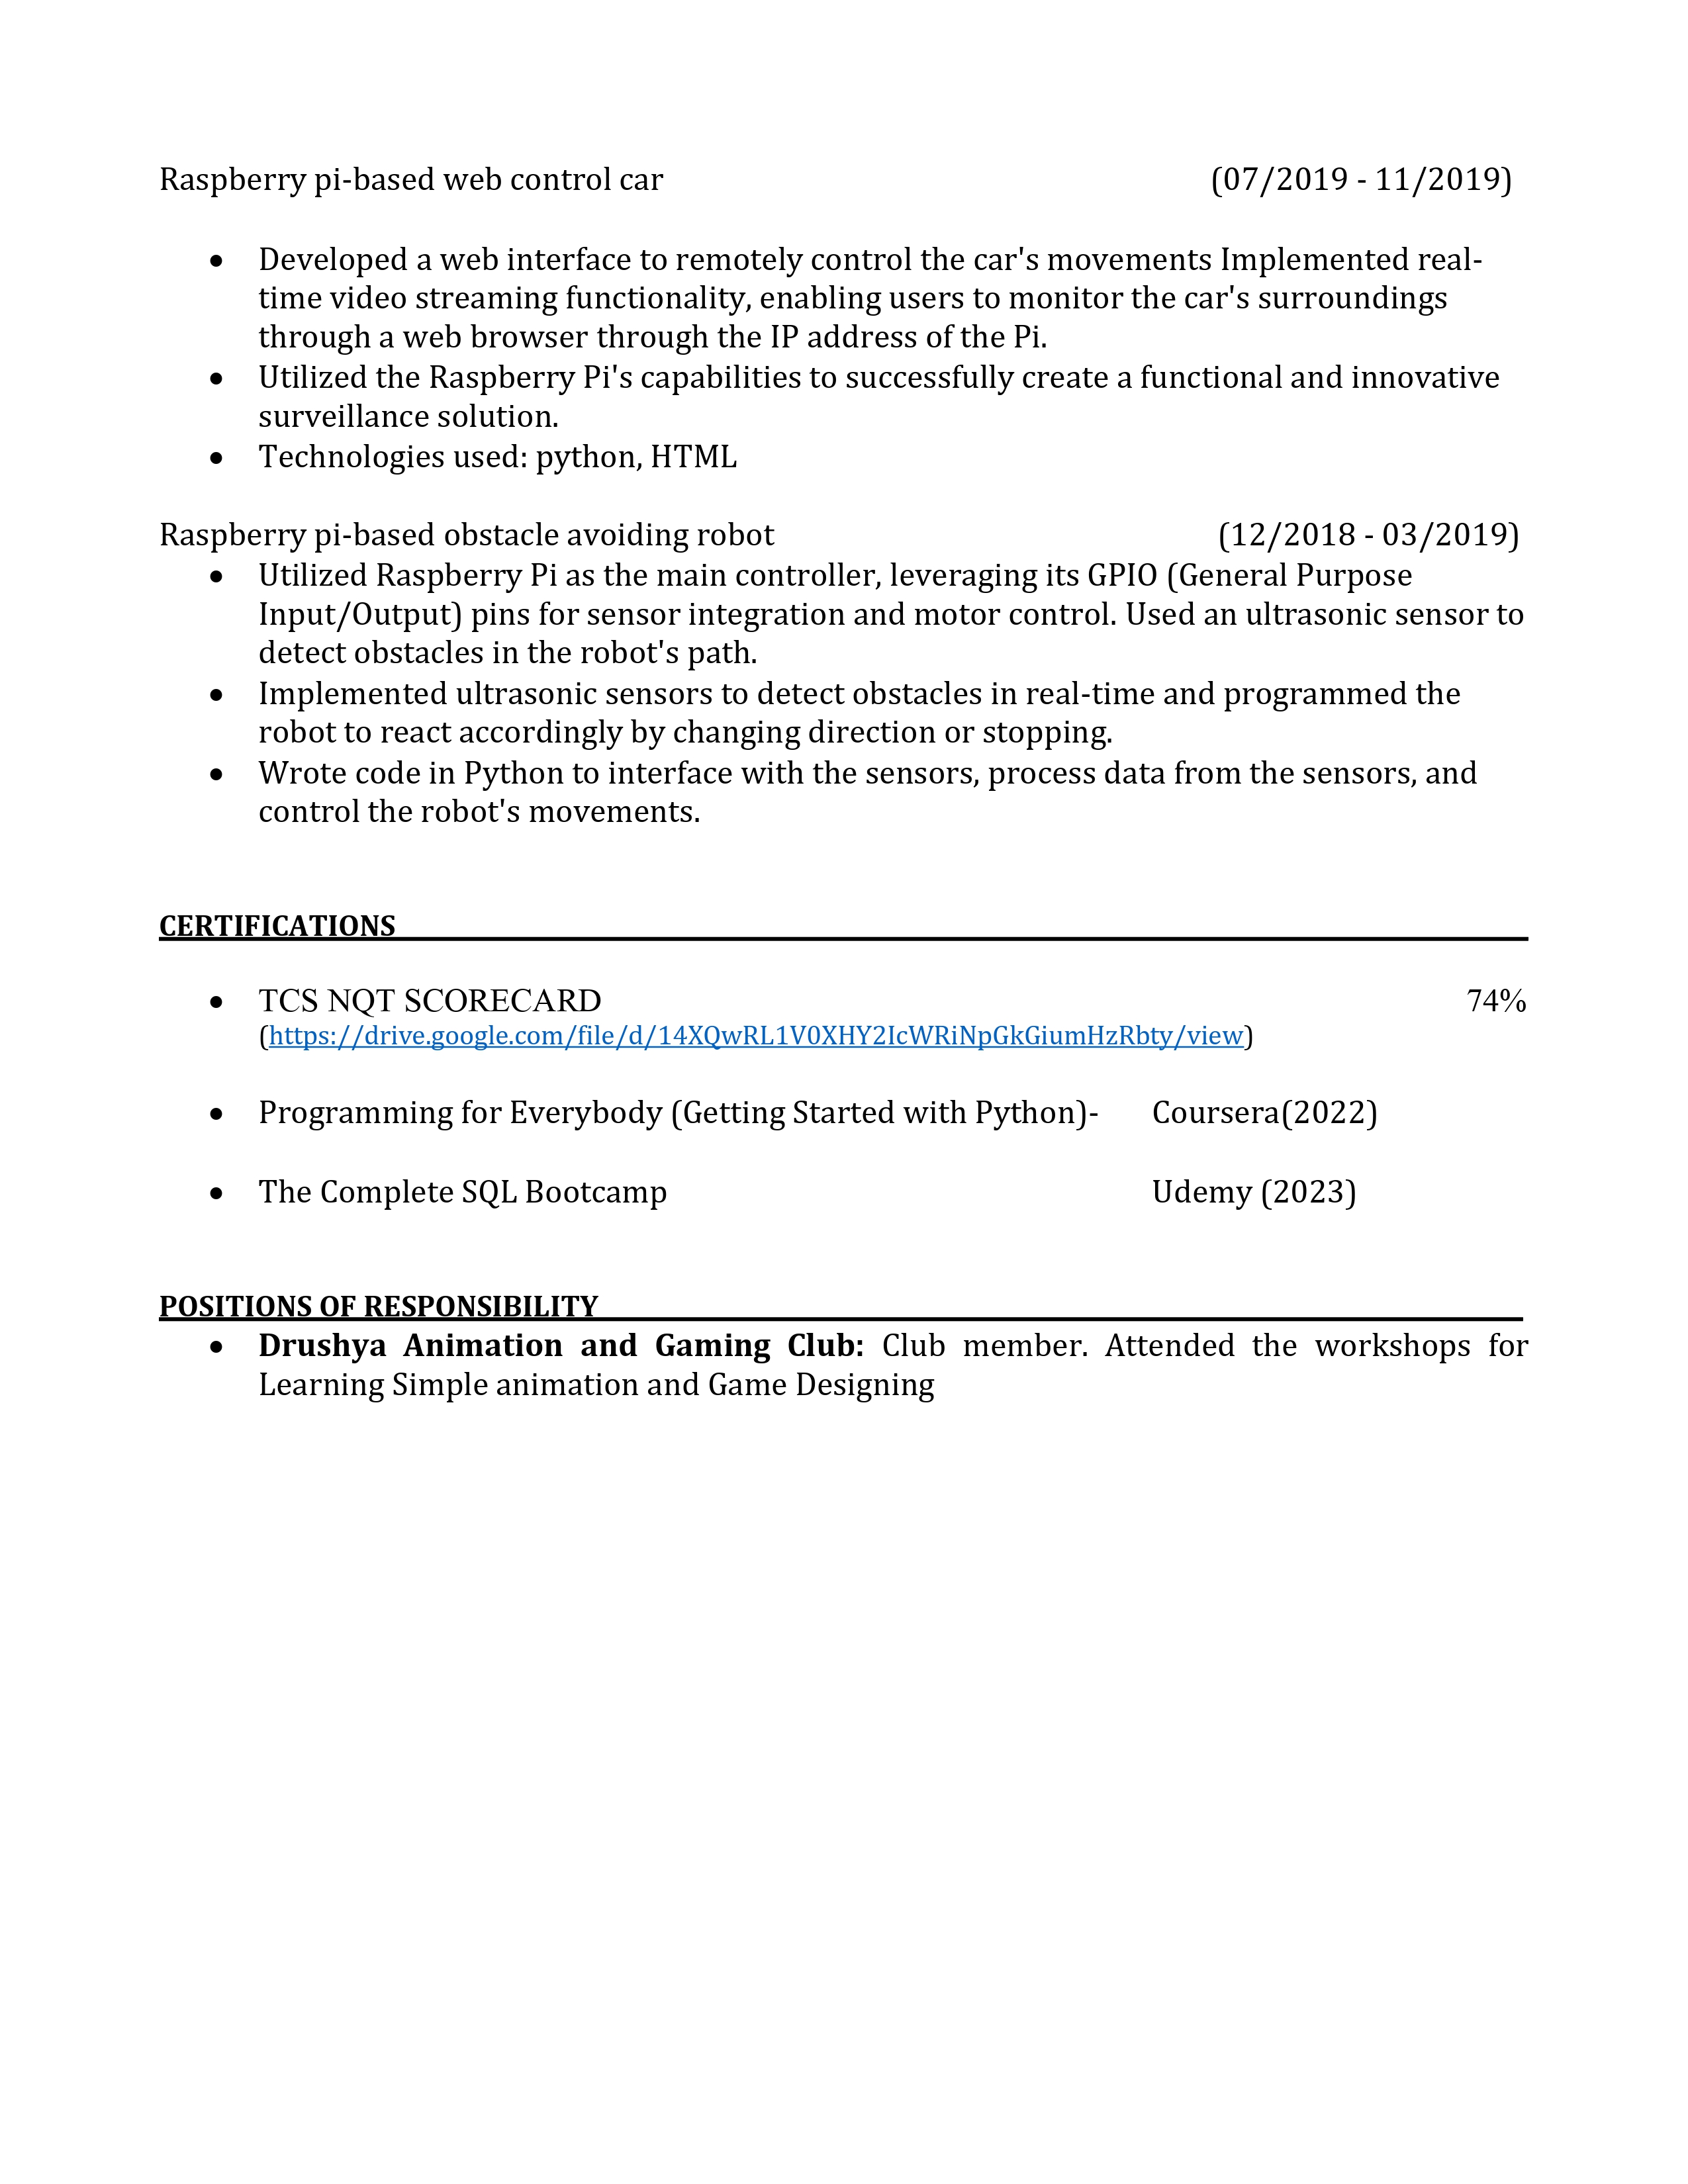 Raspberry pi-based web control car (07/2019 - 11/2019)
• Developed a web interface to remotely control the car's movements Implemented real-
time video streaming functionality, enabling users to monitor the car's surroundings
through a web browser through the IP address of the Pi.
• Utilized the Raspberry Pi's capabilities to successfully create a functional and innovative
surveillance solution.
• Technologies used: python, HTML
Raspberry pi-based obstacle avoiding robot (12/2018 - 03/2019)
• Utilized Raspberry Pi as the main controller, leveraging its GPIO (General Purpose
Input/Output) pins for sensor integration and motor control. Used an ultrasonic sensor to
detect obstacles in the robot's path.
• Implemented ultrasonic sensors to detect obstacles in real-time and programmed the
robot to react accordingly by changing direction or stopping.
• Wrote code in Python to interface with the sensors, process data from the sensors, and
control the robot's movements.
CERTIFICATIONS
• TCS NQT SCORECARD 74%
(https://drive.google.com/file/d/14XQwRL1V0XHY2IcWRiNpGkGiumHzRbty/view)
• Programming for Everybody (Getting Started with Python)- Coursera(2022)
• The Complete SQL Bootcamp Udemy (2023)
POSITIONS OF RESPONSIBILITY
• Drushya Animation and Gaming Club: Club member. Attended the workshops for
Learning Simple animation and Game Designing